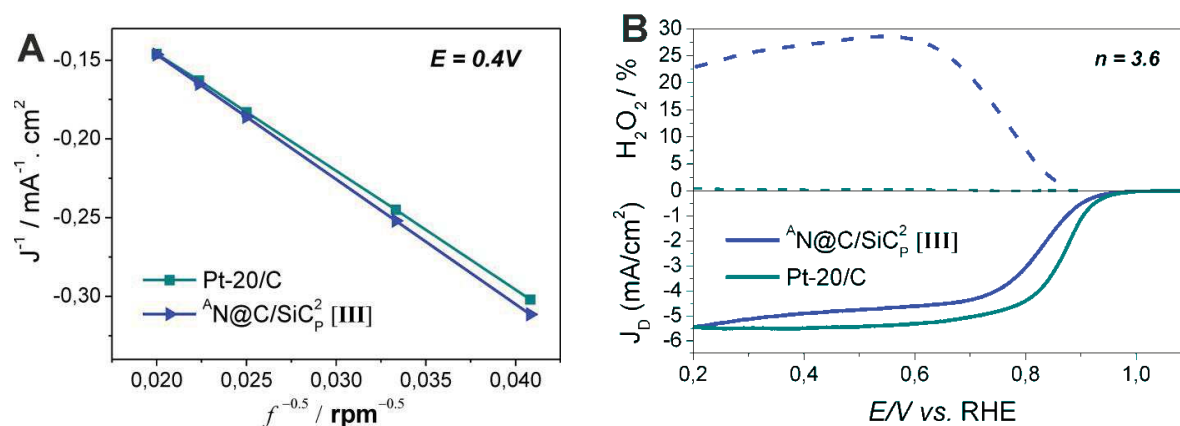 A
E = 0.4V
-0,15
-0,20
-0,25
-0,30
J⁻¹ / mA⁻¹ . cm²
Pt-20/C
ᴬN@C/SiC²ₚ [III]
0,020 0,025 0,030 0,035 0,040
f ⁻⁰·⁵ / rpm⁻⁰·⁵
B
n = 3.6
30
25
20
15
10
5
0
H₂O₂ / %
-1
-2
-3
-4
-5
-6
J_D (mA/cm²)
ᴬN@C/SiC²ₚ [III]
Pt-20/C
0,2 0,4 0,6 0,8 1,0
E/V vs. RHE